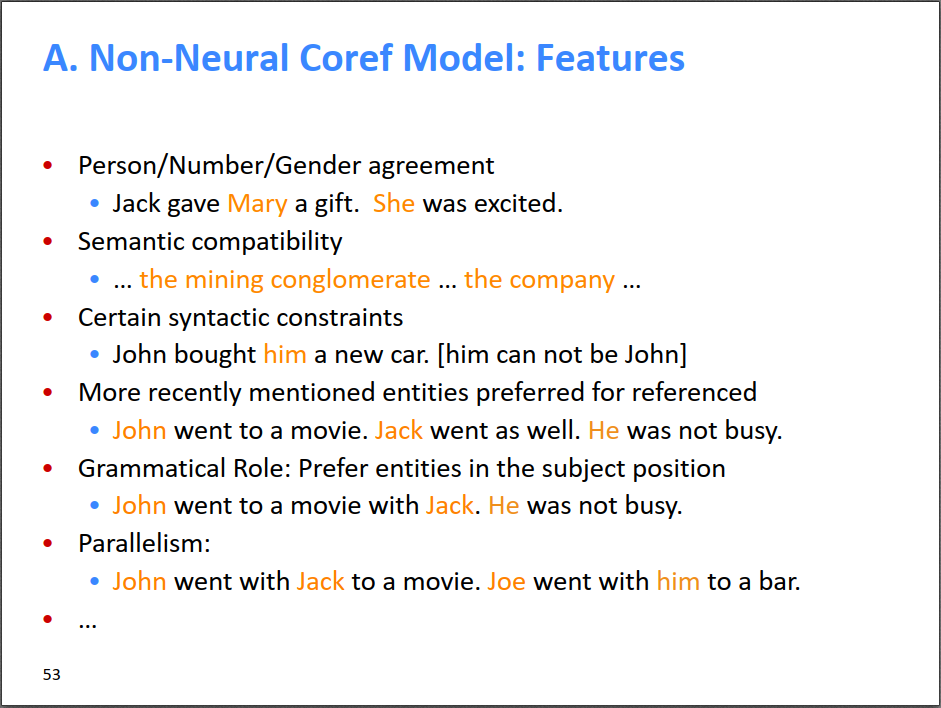 A. Non-Neural Coref Model: Features
• Person/Number/Gender agreement
• Jack gave Mary a gift. She was excited.
• Semantic compatibility
• ... the mining conglomerate ... the company ...
• Certain syntactic constraints
• John bought him a new car. [him can not be John]
• More recently mentioned entities preferred for referenced
• John went to a movie. Jack went as well. He was not busy.
• Grammatical Role: Prefer entities in the subject position
• John went to a movie with Jack. He was not busy.
• Parallelism:
• John went with Jack to a movie. Joe went with him to a bar.
• ...
53